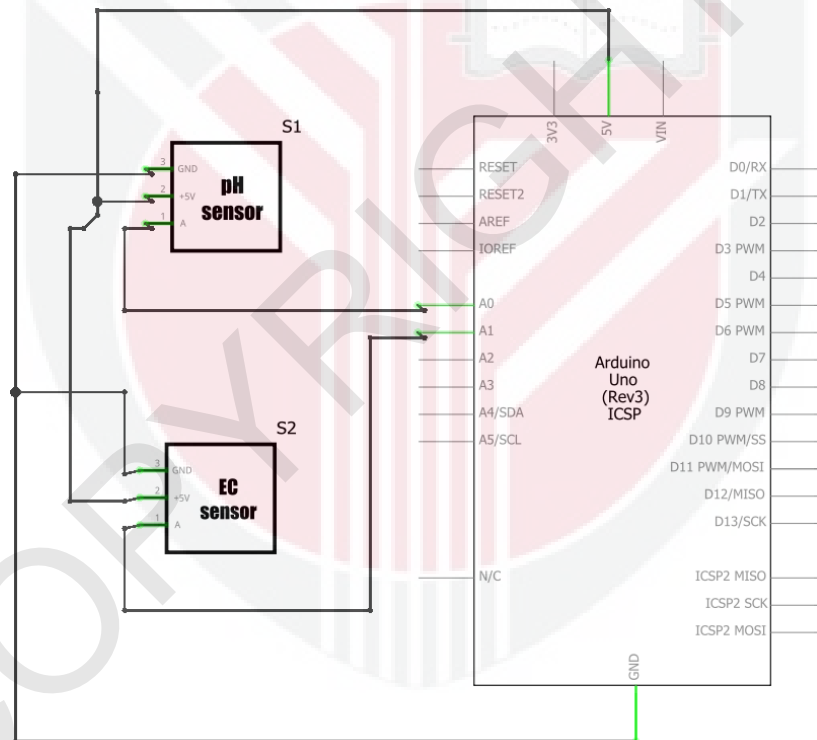 S1
3 GND
2 +5V
1 A
pH
sensor
S2
3 GND
2 +5V
1 A
EC
sensor
3V3
5V
VIN
RESET
RESET2
AREF
IOREF
A0
A1
A2
A3
A4/SDA
A5/SCL
N/C
Arduino
Uno
(Rev3)
ICSP
D0/RX
D1/TX
D2
D3 PWM
D4
D5 PWM
D6 PWM
D7
D8
D9 PWM
D10 PWM/SS
D11 PWM/MOSI
D12/MISO
D13/SCK
ICSP2 MISO
ICSP2 SCK
ICSP2 MOSI
GND
COPYRIGHT